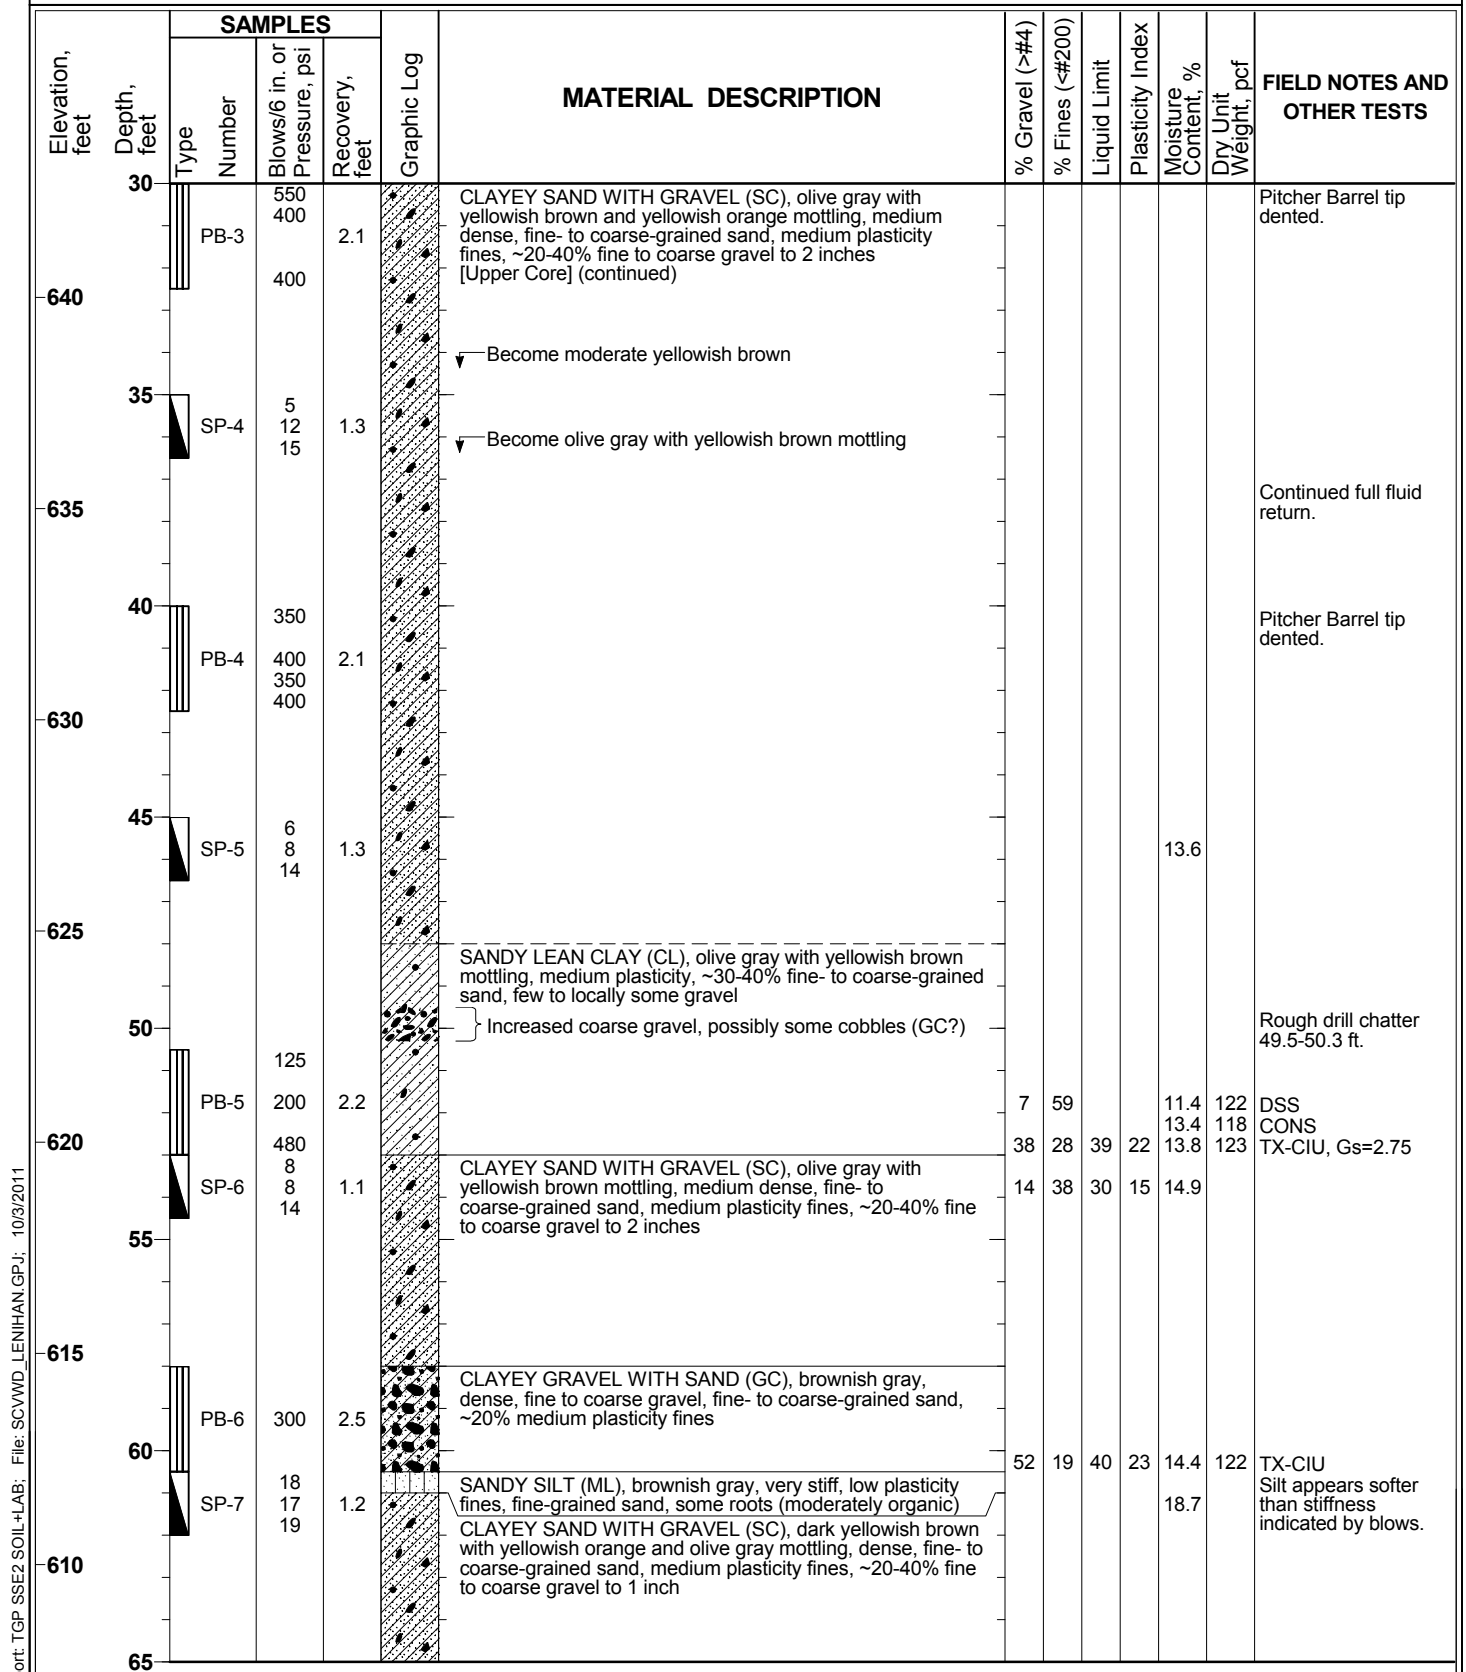 SAMPLES
Elevation,
feet
Depth,
feet
Type
Number
Blows/6 in. or
Pressure, psi
Recovery,
feet
Graphic Log
MATERIAL DESCRIPTION
% Gravel (>#4)
% Fines (<#200)
Liquid Limit
Plasticity Index
Moisture
Content, %
Dry Unit
Weight, pcf
FIELD NOTES AND
OTHER TESTS
30
550
400
PB-3
2.1
400
CLAYEY SAND WITH GRAVEL (SC), olive gray with
yellowish brown and yellowish orange mottling, medium
dense, fine- to coarse-grained sand, medium plasticity
fines, ~20-40% fine to coarse gravel to 2 inches
[Upper Core] (continued)
Pitcher Barrel tip
dented.
640
Become moderate yellowish brown
35
5
SP-4
12
1.3
15
Become olive gray with yellowish brown mottling
635
Continued full fluid
return.
40
350
PB-4
400
2.1
350
400
Pitcher Barrel tip
dented.
630
45
6
SP-5
8
1.3
14
13.6
625
SANDY LEAN CLAY (CL), olive gray with yellowish brown
mottling, medium plasticity, ~30-40% fine- to coarse-grained
sand, few to locally some gravel
50
Increased coarse gravel, possibly some cobbles (GC?)
Rough drill chatter
49.5-50.3 ft.
125
PB-5
200
2.2
7
59
11.4
122
DSS
13.4
118
CONS
620
480
38
28
39
22
13.8
123
TX-CIU, Gs=2.75
8
SP-6
8
1.1
14
CLAYEY SAND WITH GRAVEL (SC), olive gray with
yellowish brown mottling, medium dense, fine- to
coarse-grained sand, medium plasticity fines, ~20-40% fine
to coarse gravel to 2 inches
14
38
30
15
14.9
55
615
PB-6
300
2.5
CLAYEY GRAVEL WITH SAND (GC), brownish gray,
dense, fine to coarse gravel, fine- to coarse-grained sand,
~20% medium plasticity fines
60
52
19
40
23
14.4
122
TX-CIU
18
SP-7
17
1.2
19
SANDY SILT (ML), brownish gray, very stiff, low plasticity
fines, fine-grained sand, some roots (moderately organic)
18.7
Silt appears softer
than stiffness
indicated by blows.
CLAYEY SAND WITH GRAVEL (SC), dark yellowish brown
with yellowish orange and olive gray mottling, dense, fine- to
coarse-grained sand, medium plasticity fines, ~20-40% fine
to coarse gravel to 1 inch
610
65
ort: TGP SSE2 SOIL+LAB; File: SCVWD_LENIHAN.GPJ; 10/3/2011